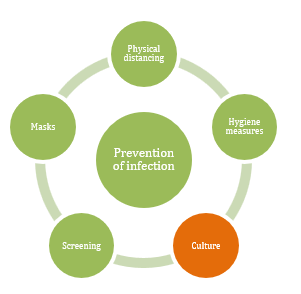 Physical
distancing
Hygiene
measures
Culture
Screening
Masks
Prevention
of infection